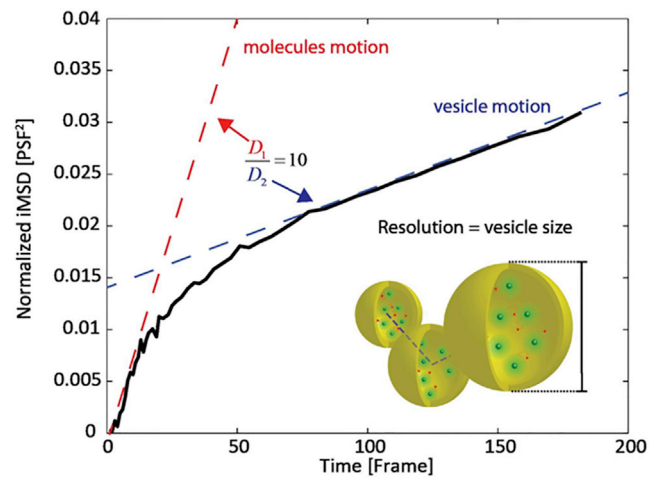 0.04
0.035
0.03
0.025
0.02
0.015
0.01
0.005
0
Normalized iMSD [PSF²]
molecules motion
vesicle motion
D₁/D₂ = 10
Resolution = vesicle size
0 50 100 150 200
Time [Frame]